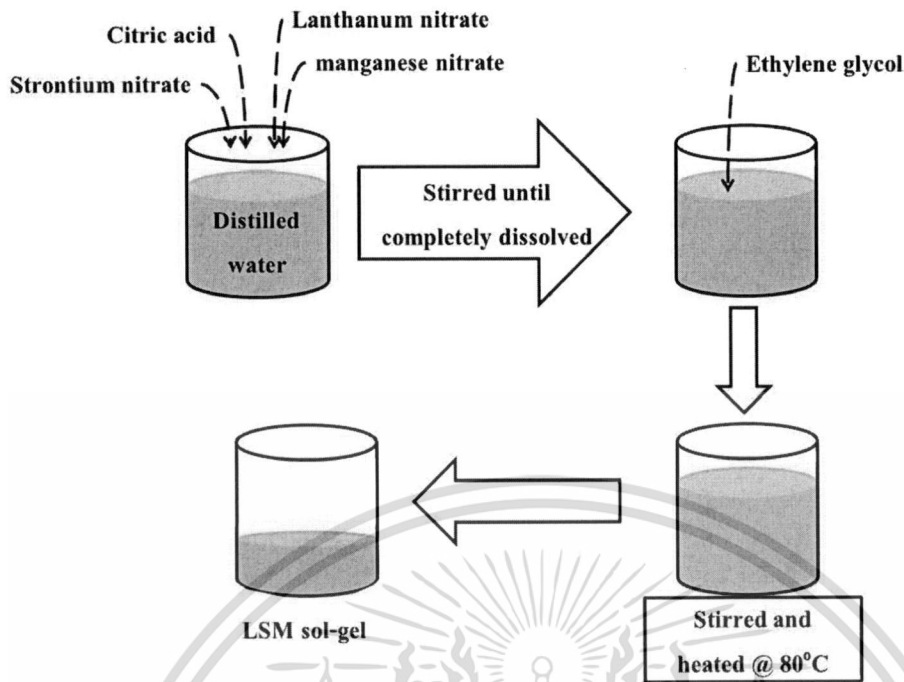 Lanthanum nitrate
Citric acid
manganese nitrate
Strontium nitrate
Ethylene glycol
Distilled
water
Stirred until
completely dissolved
LSM sol-gel
Stirred and
heated @ 80°C